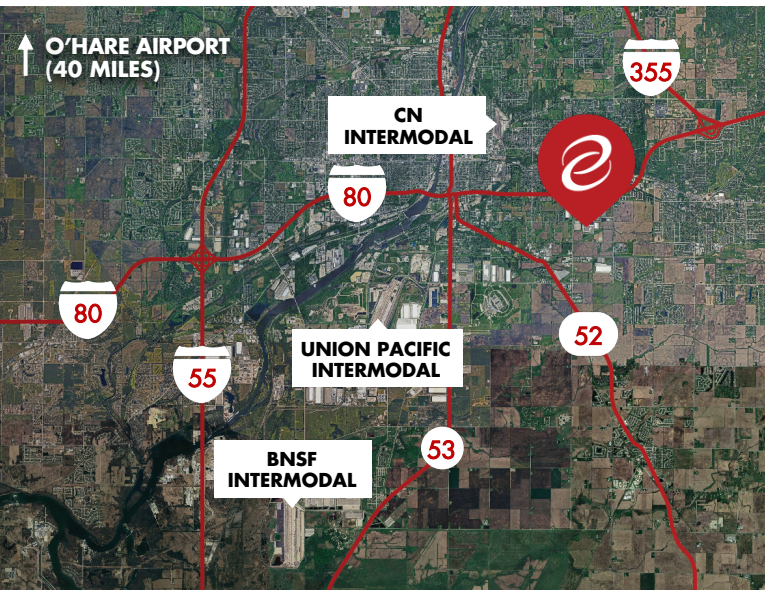 O'HARE AIRPORT
(40 MILES)
355
CN
INTERMODAL
80
80
52
UNION PACIFIC
INTERMODAL
55
53
BNSF
INTERMODAL